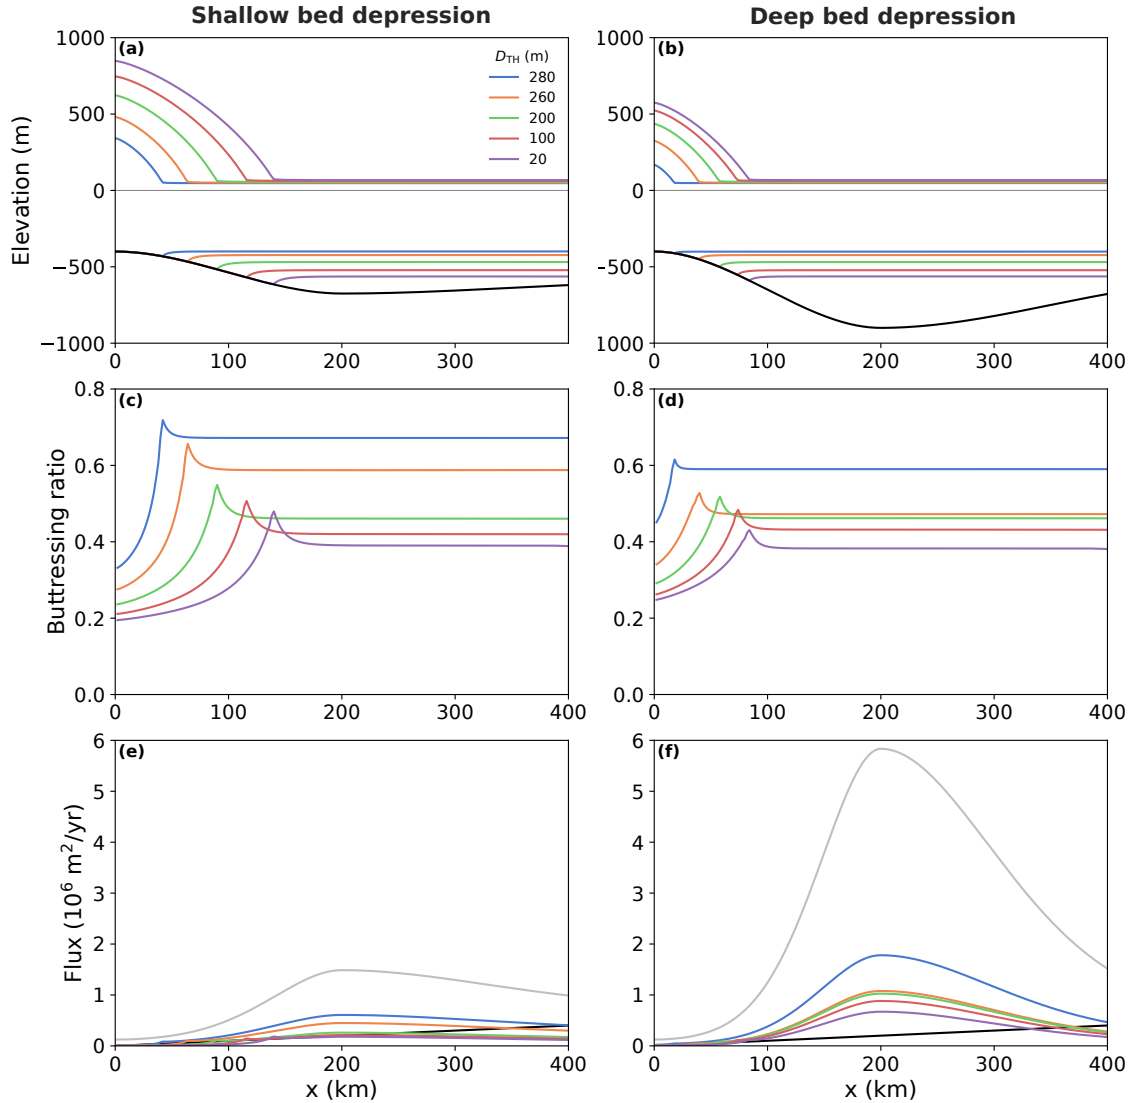 Shallow bed depression
Deep bed depression
(a)
(b)
D_TH (m)
280
260
200
100
20
Elevation (m)
1000
500
0
−500
−1000
0 100 200 300 400
1000
500
0
−500
1000
0 100 200 300 400
(c)
(d)
Buttressing ratio
0.8
0.6
0.4
0.2
0.0
0 100 200 300 400
0.8
0.6
0.4
0.2
0.0
0 100 200 300 400
(e)
(f)
Flux (10⁶ m²/yr)
6
5
4
3
2
1
0
0 100 200 300 400
x (km)
6
5
4
3
2
1
0
0 100 200 300 400
x (km)